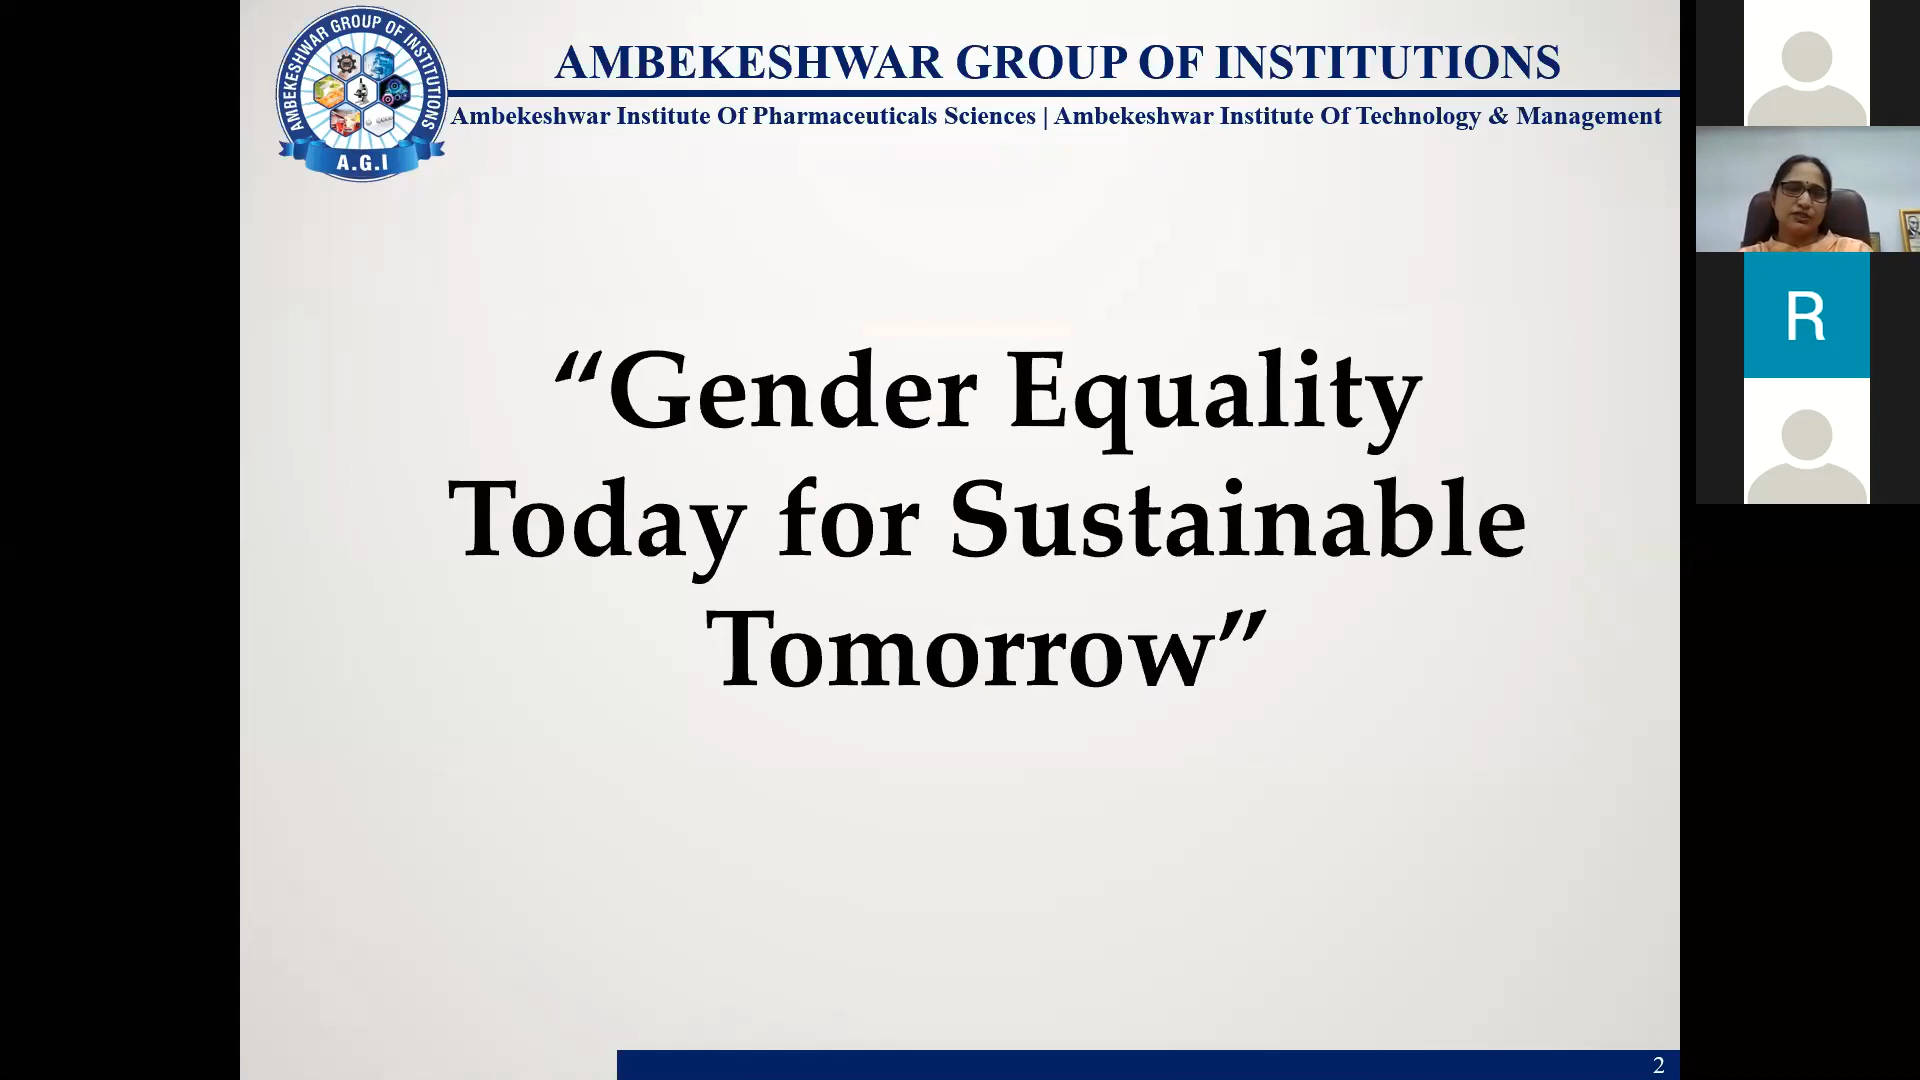 AMBEKESHWAR GROUP OF INSTITUTIONS
A.G.I
AMBEKESHWAR GROUP OF INSTITUTIONS
Ambekeshwar Institute Of Pharmaceuticals Sciences | Ambekeshwar Institute Of Technology & Management
“Gender Equality
Today for Sustainable
Tomorrow”
R
2